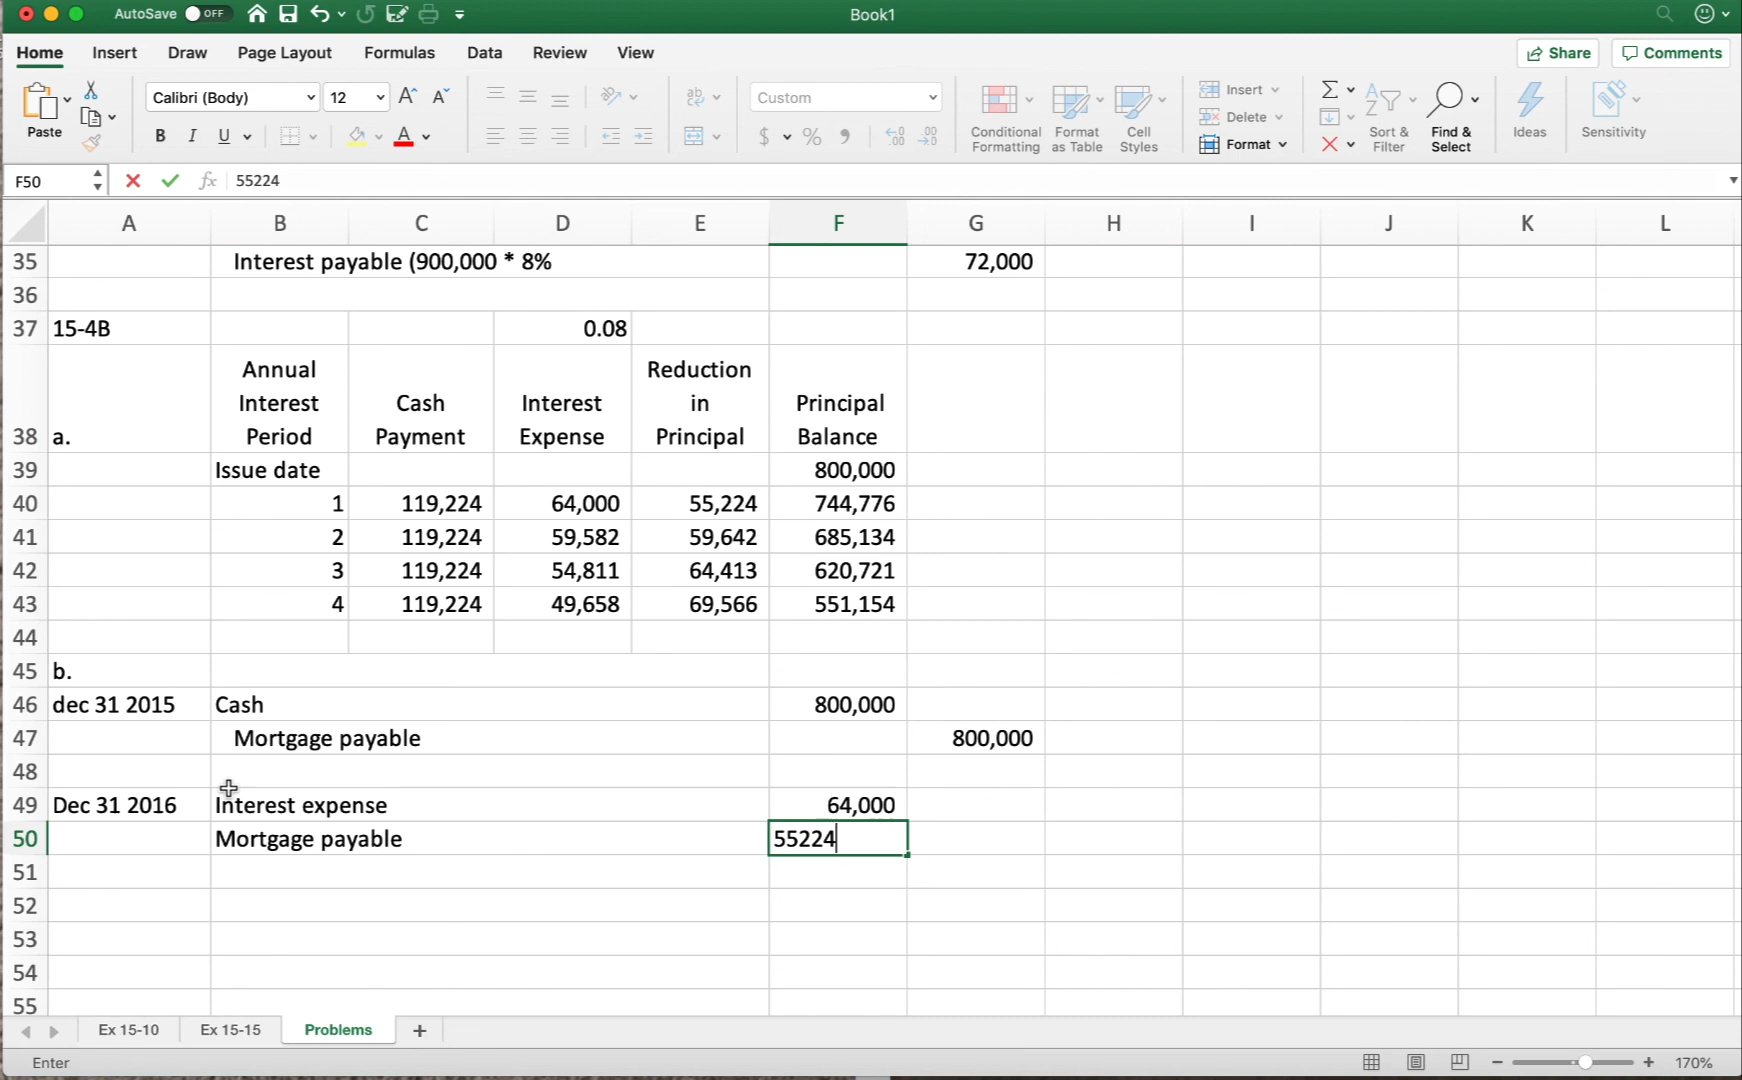 AutoSave OFF Book1
Home Insert Draw Page Layout Formulas Data Review View Share Comments
Paste Calibri (Body) 12 A A B I U A ab Custom $ % , Conditional Formatting Format as Table Cell Styles Insert Delete Format Sort & Filter Find & Select Ideas Sensitivity
F50 fx 55224
A B C D E F G H I J K L
35 Interest payable (900,000 * 8% 72,000
36
37 15-4B 0.08
38 a. Annual Interest Period Cash Payment Interest Expense Reduction in Principal Principal Balance
39 Issue date 800,000
40 1 119,224 64,000 55,224 744,776
41 2 119,224 59,582 59,642 685,134
42 3 119,224 54,811 64,413 620,721
43 4 119,224 49,658 69,566 551,154
44
45 b.
46 dec 31 2015 Cash 800,000
47 Mortgage payable 800,000
48
49 Dec 31 2016 Interest expense 64,000
50 Mortgage payable 55224
51
52
53
54
55
Ex 15-10 Ex 15-15 Problems +
Enter 170%